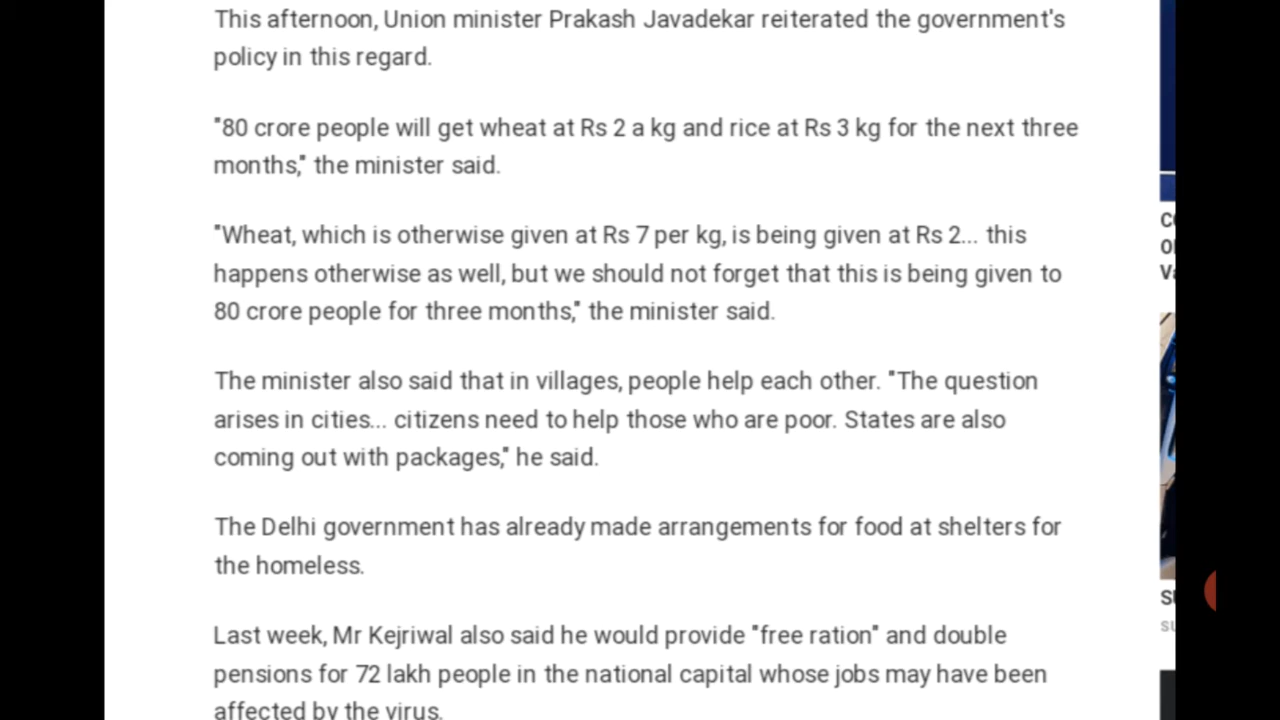 This afternoon, Union minister Prakash Javadekar reiterated the government's
policy in this regard.
"80 crore people will get wheat at Rs 2 a kg and rice at Rs 3 kg for the next three
months," the minister said.
"Wheat, which is otherwise given at Rs 7 per kg, is being given at Rs 2... this
happens otherwise as well, but we should not forget that this is being given to
80 crore people for three months," the minister said.
The minister also said that in villages, people help each other. "The question
arises in cities... citizens need to help those who are poor. States are also
coming out with packages," he said.
The Delhi government has already made arrangements for food at shelters for
the homeless.
Last week, Mr Kejriwal also said he would provide "free ration" and double
pensions for 72 lakh people in the national capital whose jobs may have been
affected by the virus.